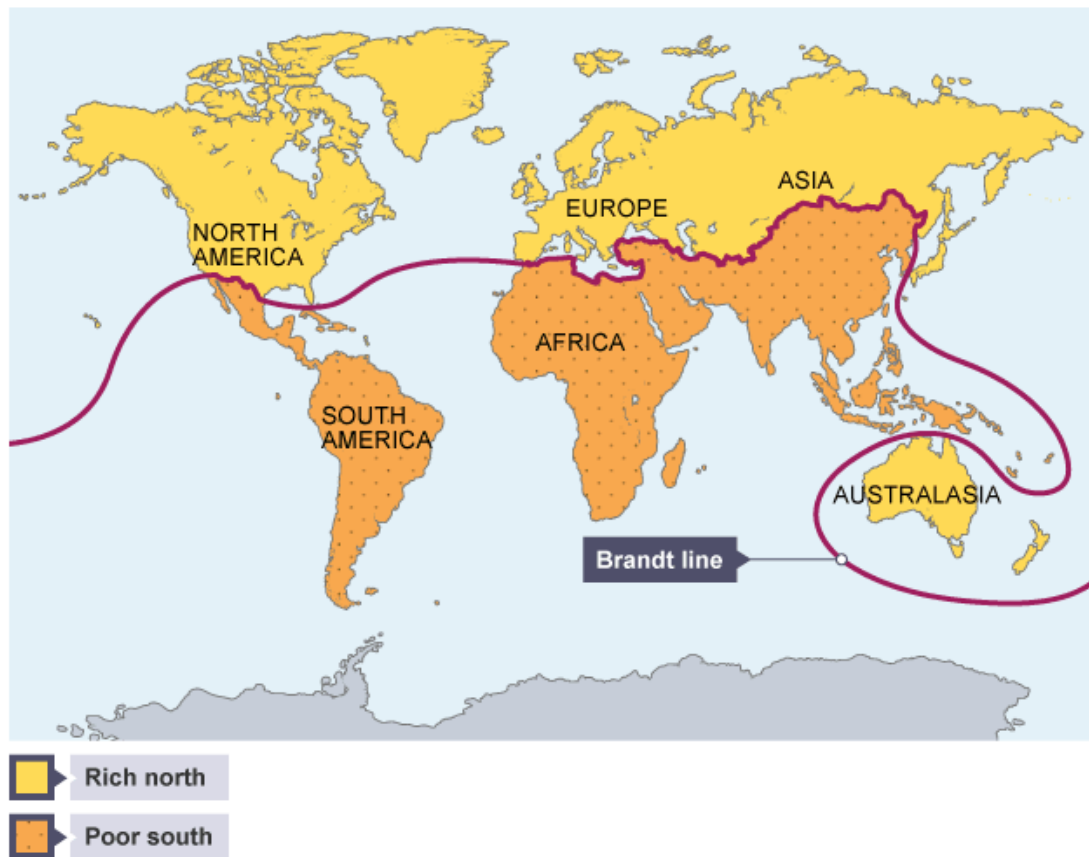 ASIA
EUROPE
NORTH
AMERICA
AFRICA
SOUTH
AMERICA
AUSTRALASIA
Brandt line
Rich north
Poor south